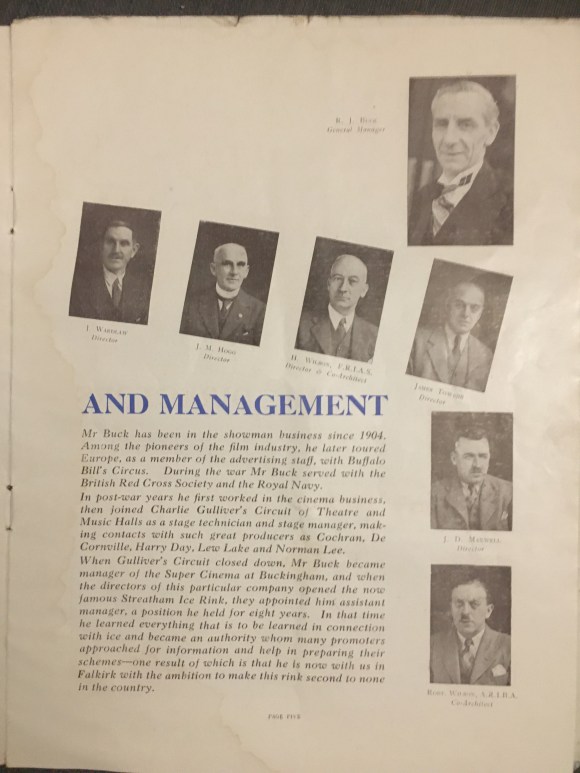 R. J. Buck
General Manager
J. Wardlaw
Director
J. M. Hogg
Director
H. Wilson, F.R.I.A.S.
Director & Co-Architect
Director
AND MANAGEMENT
Mr Buck has been in the showman business since 1904.
Among the pioneers of the film industry, he later toured
Europe, as a member of the advertising staff, with Buffalo
Bill's Circus. During the war Mr Buck served with the
British Red Cross Society and the Royal Navy.
In post-war years he first worked in the cinema business,
then joined Charlie Gulliver's Circuit of Theatre and
Music Halls as a stage technician and stage manager, mak-
ing contacts with such great producers as Cochran, De
Cornville, Harry Day, Lew Lake and Norman Lee.
When Gulliver's Circuit closed down, Mr Buck became
manager of the Super Cinema at Buckingham, and when
the directors of this particular company opened the now
famous Streatham Ice Rink, they appointed him assistant
manager, a position he held for eight years. In that time
he learned everything that is to be learned in connection
with ice and became an authority whom many promoters
approached for information and help in preparing their
schemes—one result of which is that he is now with us in
Falkirk with the ambition to make this rink second to none
in the country.
J. D. Maxwell
Director
Robt. Wilson, A.R.I.B.A.
Co-Architect
PAGE FIVE